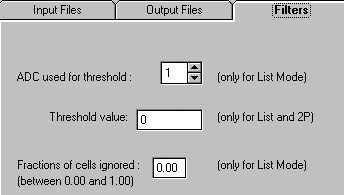 Input Files Output Files Filters
ADC used for threshold : 1 (only for List Mode)
Threshold value: 0 (only for List and 2P)
Fractions of cells ignored : 0.00 (only for List Mode)
(between 0.00 and 1.00)